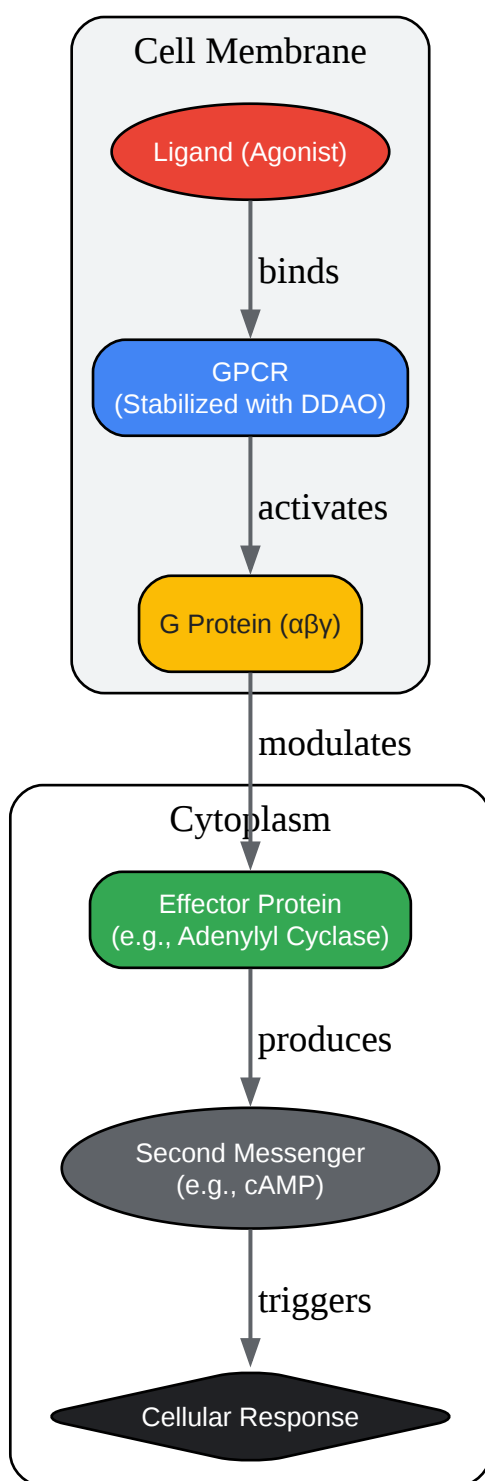 Cell Membrane
Ligand (Agonist)
binds
GPCR
(Stabilized with DDAO)
activates
G Protein (αβγ)
modulates
Cytoplasm
Effector Protein
(e.g., Adenylyl Cyclase)
produces
Second Messenger
(e.g., cAMP)
triggers
Cellular Response